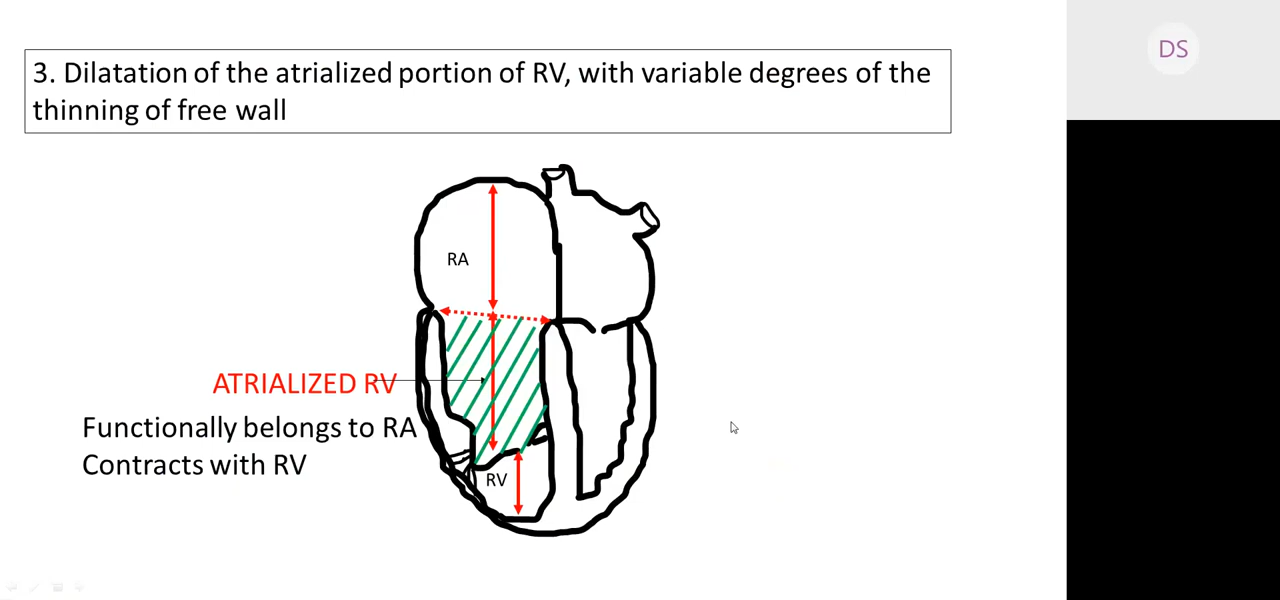 DS
3. Dilatation of the atrialized portion of RV, with variable degrees of the
thinning of free wall
RA
ATRIALIZED RV
Functionally belongs to RA
Contracts with RV
RV